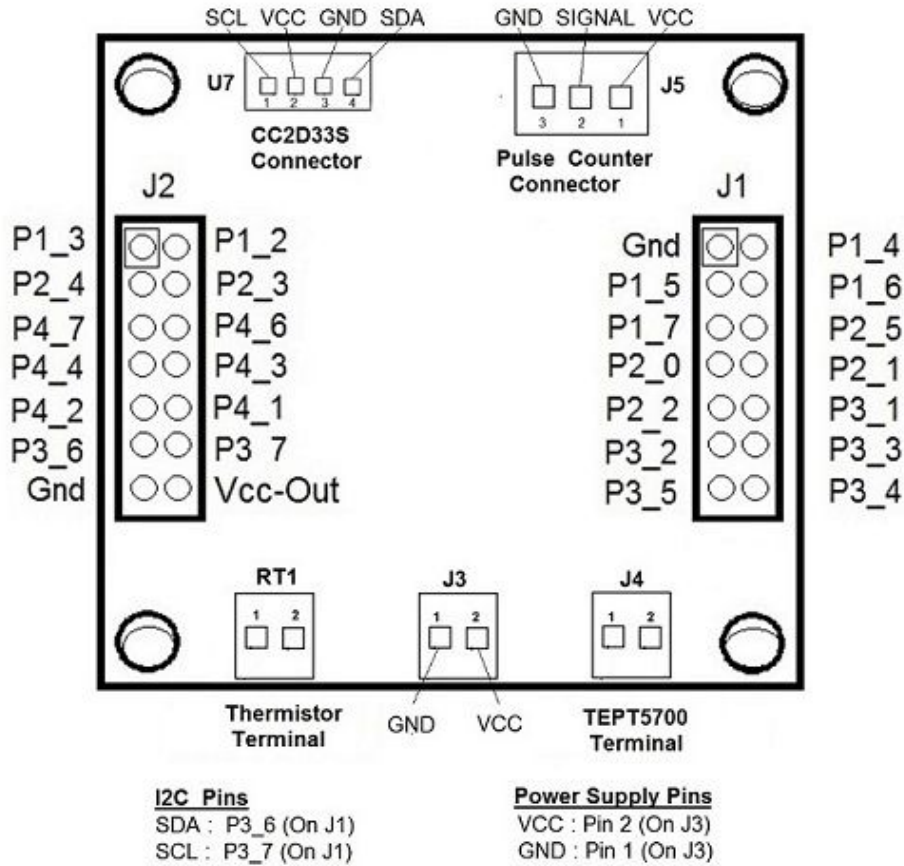 SCL VCC GND SDA
GND SIGNAL VCC
U7
1 2 3 4
J5
3 2 1
CC2D33S
Connector
Pulse Counter
Connector
J2
J1
P1_3 P1_2
Gnd P1_4
P2_4 P2_3
P1_5 P1_6
P4_7 P4_6
P1_7 P2_5
P4_4 P4_3
P2_0 P2_1
P4_2 P4_1
P2_2 P3_1
P3_6 P3 7
P3_2 P3_3
Gnd Vcc-Out
P3_5 P3_4
RT1
1 2
J3
1 2
J4
1 2
Thermistor
Terminal
GND VCC
TEPT5700
Terminal
I2C Pins
SDA : P3_6 (On J1)
SCL : P3_7 (On J1)
Power Supply Pins
VCC : Pin 2 (On J3)
GND : Pin 1 (On J3)